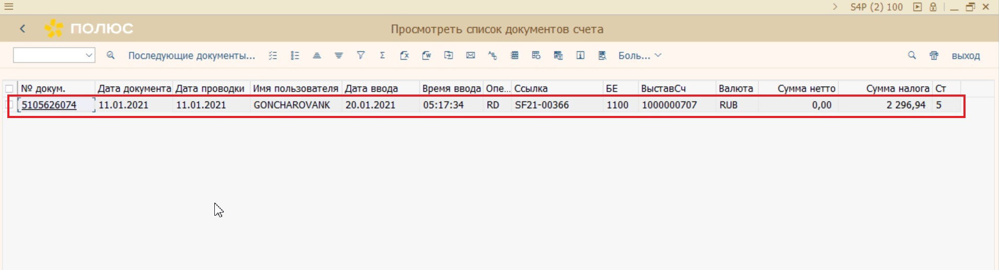 S4P (2) 100
ПОЛЮС
Просмотреть список документов счета
Последующие документы... Боль... выход
№ докум. Дата документа Дата проводки Имя пользователя Дата ввода Время ввода Опе... Ссылка БЕ ВыставСч Валюта Сумма нетто Сумма налога Ст
5105626074 11.01.2021 11.01.2021 GONCHAROVANK 20.01.2021 05:17:34 RD SF21-00366 1100 1000000707 RUB 0,00 2 296,94 5